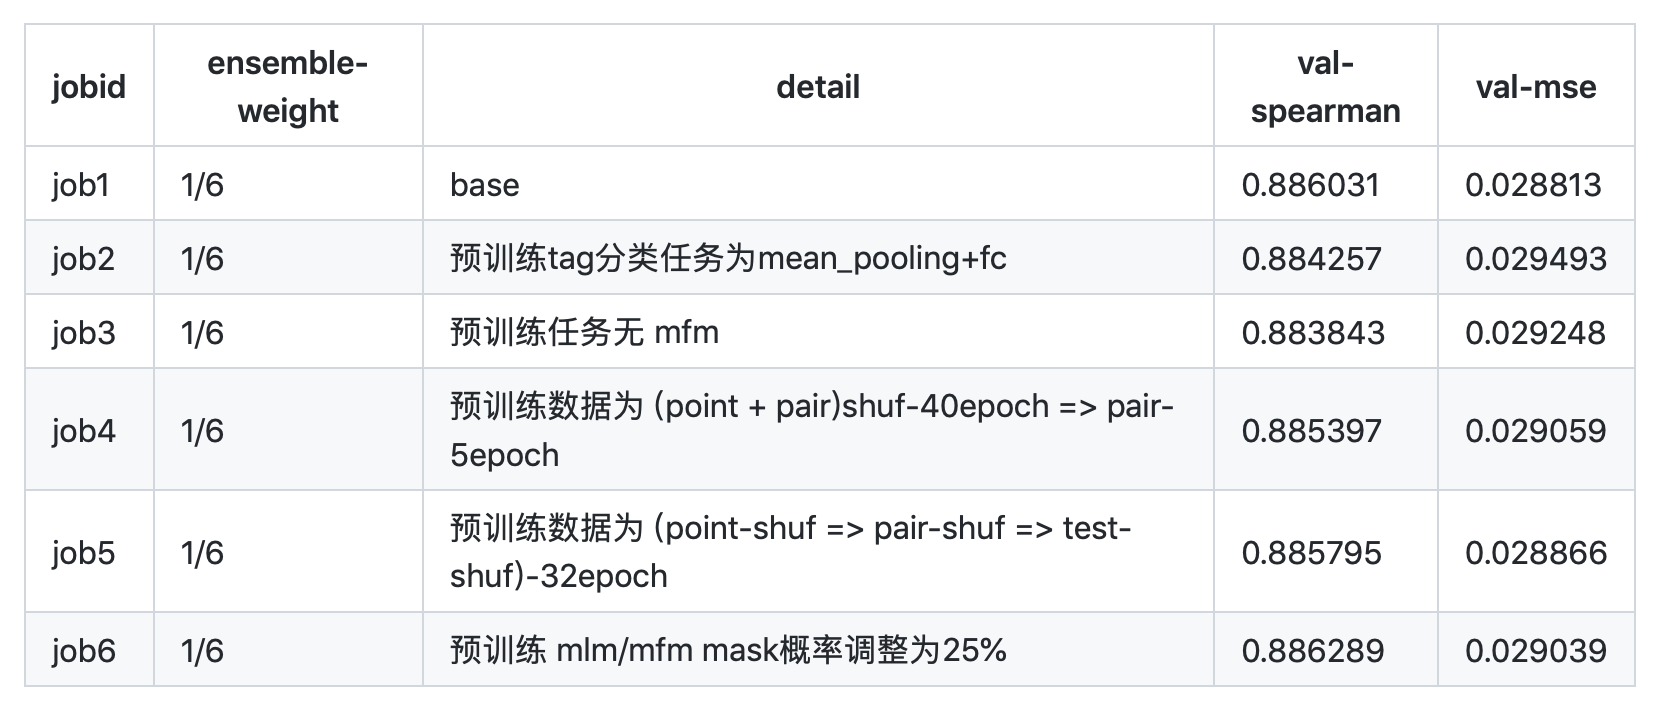 jobid ensemble-weight detail val-spearman val-mse
job1 1/6 base 0.886031 0.028813
job2 1/6 预训练tag分类任务为mean_pooling+fc 0.884257 0.029493
job3 1/6 预训练任务无 mfm 0.883843 0.029248
job4 1/6 预训练数据为 (point + pair)shuf-40epoch => pair-
5epoch 0.885397 0.029059
job5 1/6 预训练数据为 (point-shuf => pair-shuf => test-
shuf)-32epoch 0.885795 0.028866
job6 1/6 预训练 mlm/mfm mask概率调整为25% 0.886289 0.029039